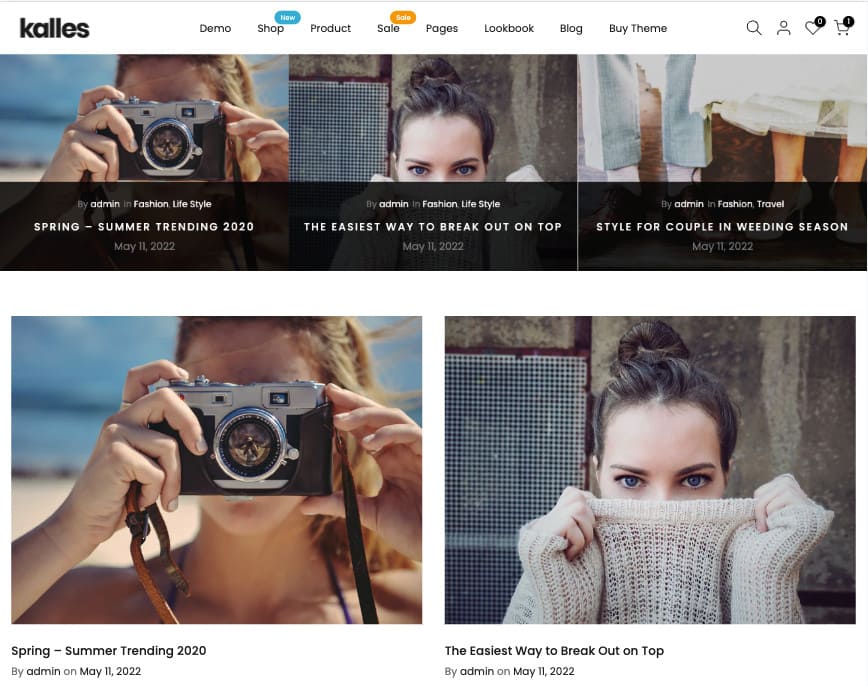 kalles
Demo Shop New Product Sale Sale Pages Lookbook Blog Buy Theme 0 1
By admin In Fashion, Life Style
SPRING – SUMMER TRENDING 2020
May 11, 2022
By admin In Fashion, Life Style
THE EASIEST WAY TO BREAK OUT ON TOP
May 11, 2022
By admin In Fashion, Travel
STYLE FOR COUPLE IN WEEDING SEASON
May 11, 2022
Spring – Summer Trending 2020
By admin on May 11, 2022
The Easiest Way to Break Out on Top
By admin on May 11, 2022